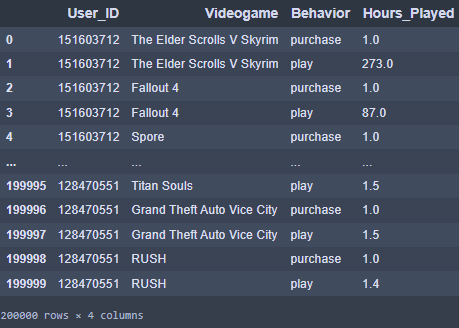 User_ID Videogame Behavior Hours_Played
0 151603712 The Elder Scrolls V Skyrim purchase 1.0
1 151603712 The Elder Scrolls V Skyrim play 273.0
2 151603712 Fallout 4 purchase 1.0
3 151603712 Fallout 4 play 87.0
4 151603712 Spore purchase 1.0
... ... ... ... ...
199995 128470551 Titan Souls play 1.5
199996 128470551 Grand Theft Auto Vice City purchase 1.0
199997 128470551 Grand Theft Auto Vice City play 1.5
199998 128470551 RUSH purchase 1.0
199999 128470551 RUSH play 1.4
200000 rows × 4 columns